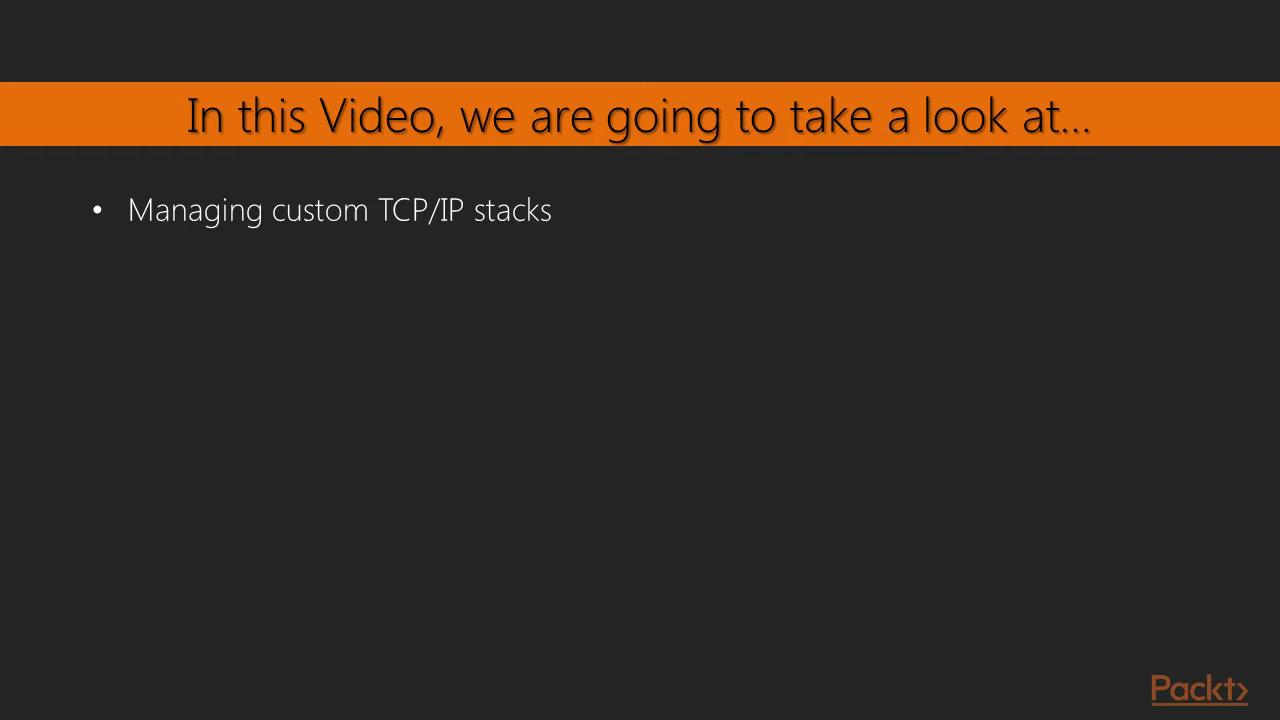 In this Video, we are going to take a look at...
• Managing custom TCP/IP stacks
Packt>